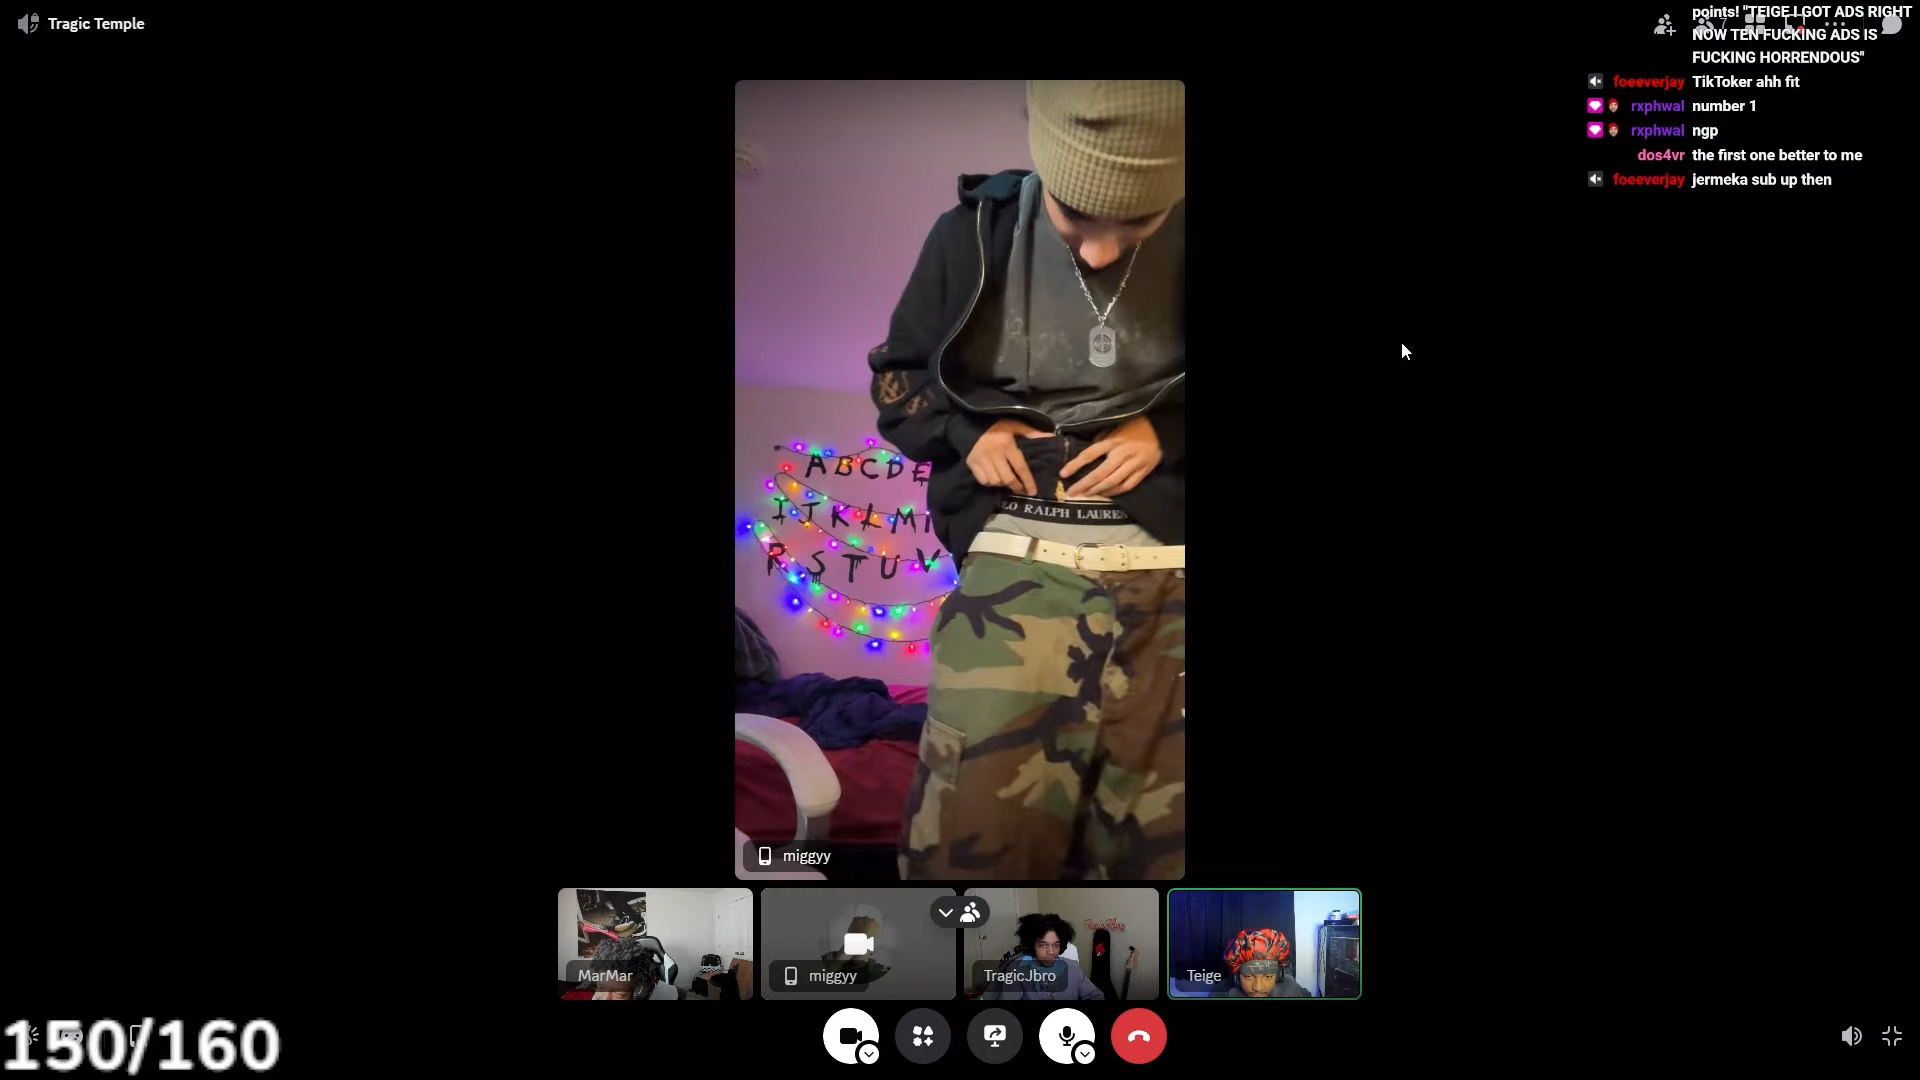 Tragic Temple
points! "TEIGE I GOT ADS RIGHT
NOW TEN FUCKING ADS IS
FUCKING HORRENDOUS"
foeeverjay TikToker ahh fit
rxphwal number 1
rxphwal ngp
dos4vr the first one better to me
foeeverjay jermeka sub up then
A B C D E
I J K L M
R S T U V
LO RALPH LAUREN
miggyy
MarMar
miggyy
TragicJbro
Teige
150/160